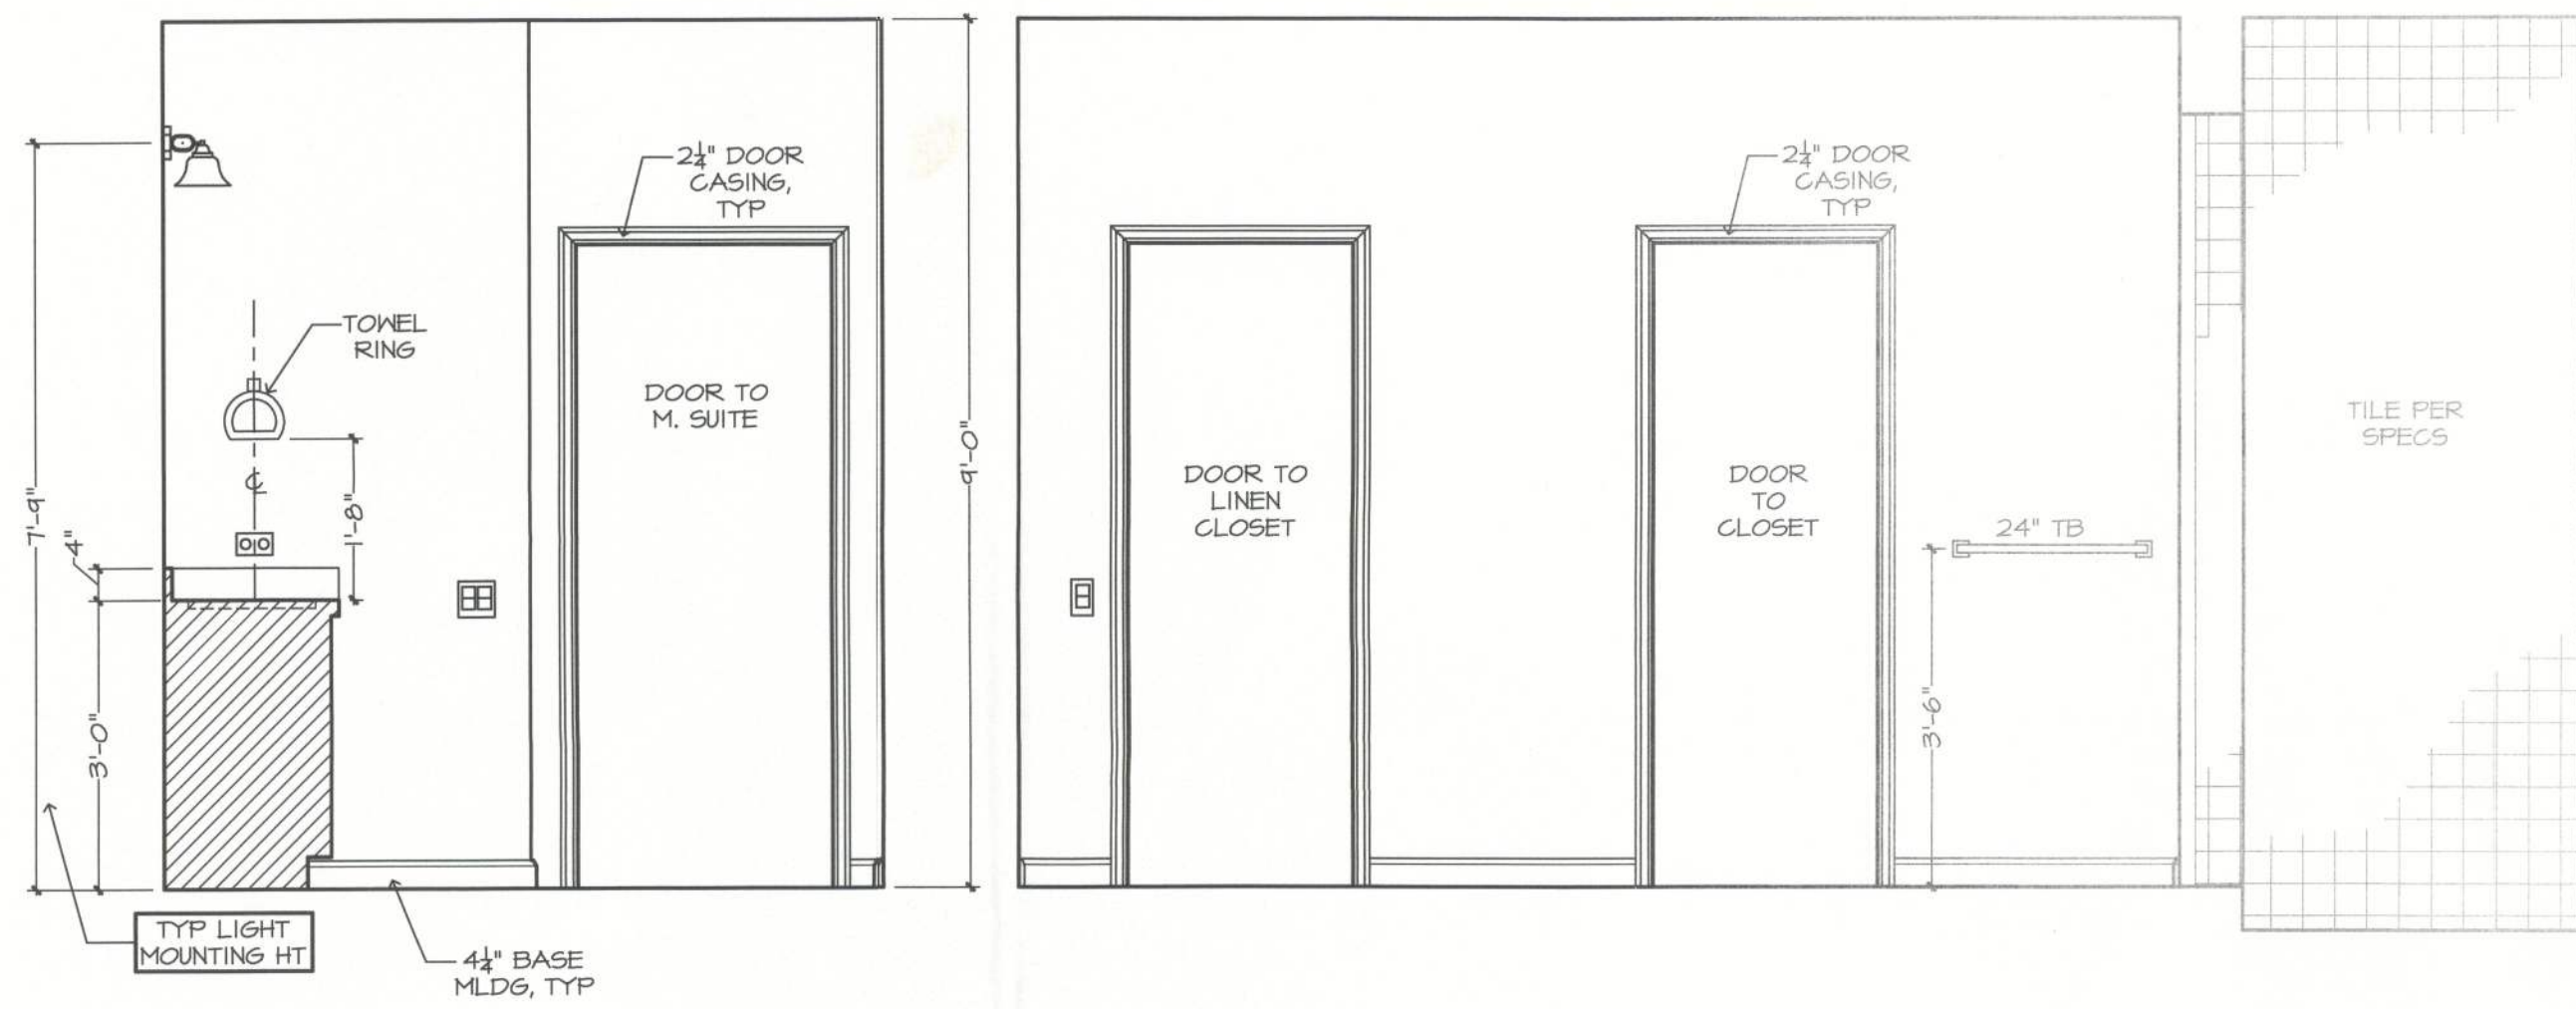 2¼" DOOR
CASING,
TYP
TOWEL
RING
DOOR TO
M. SUITE
7'-9"
4"
1'-8"
℄
3'-0"
9'-0"
TYP LIGHT
MOUNTING HT
4¼" BASE
MLDG, TYP
2¼" DOOR
CASING,
TYP
DOOR TO
LINEN
CLOSET
DOOR
TO
CLOSET
24" TB
3'-6"
TILE PER
SPECS